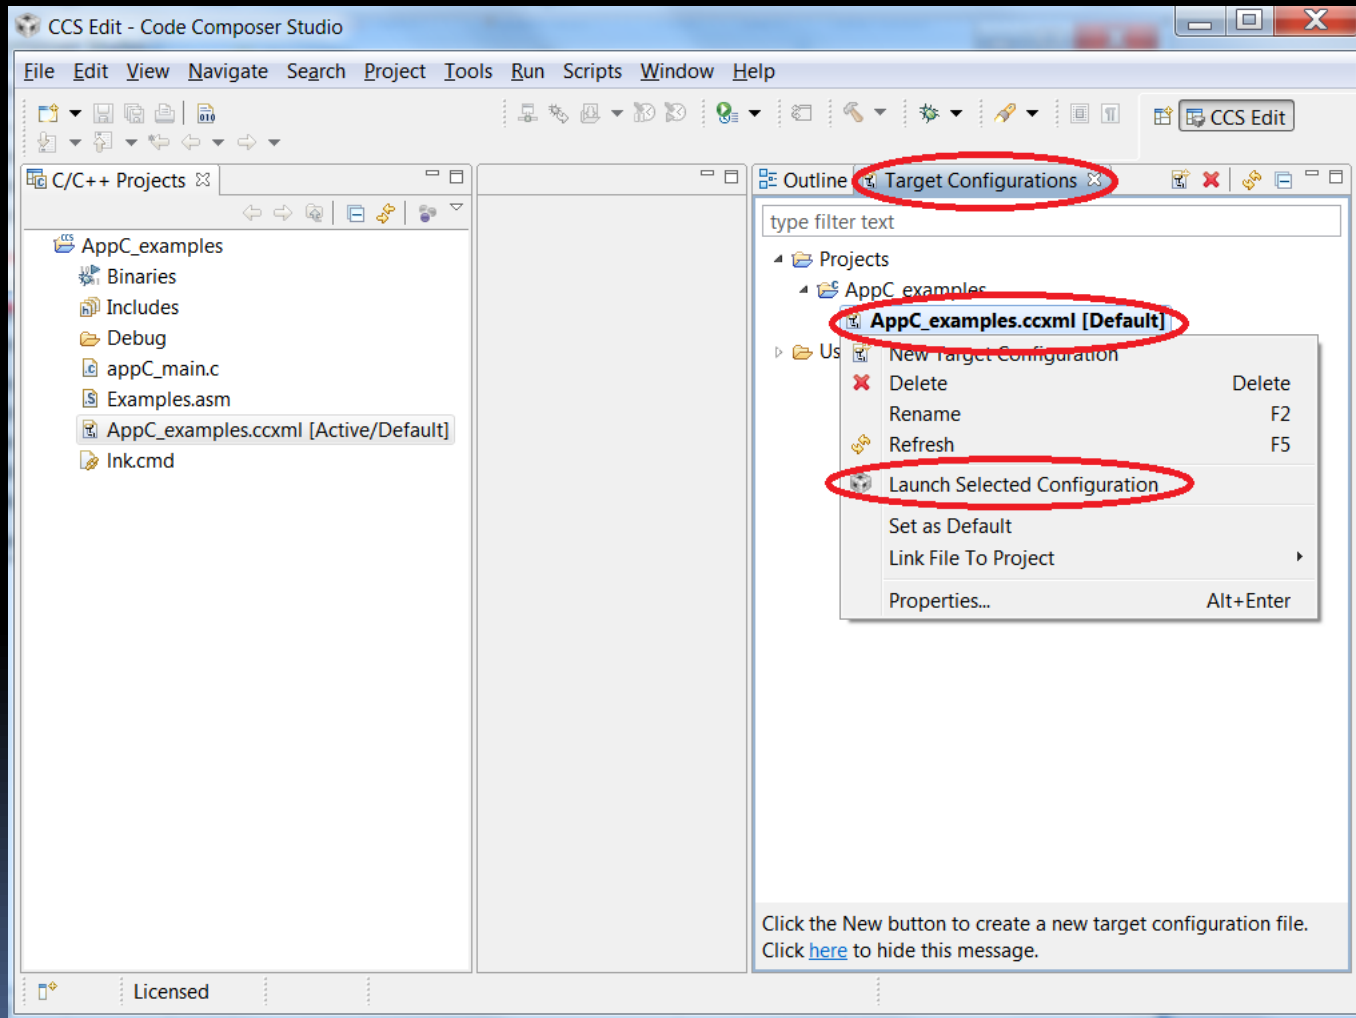 CCS Edit - Code Composer Studio
File Edit View Navigate Search Project Tools Run Scripts Window Help
010
CCS Edit
C/C++ Projects
Outline
Target Configurations
type filter text
AppC_examples
Binaries
Includes
Debug
appC_main.c
Examples.asm
AppC_examples.ccxml [Active/Default]
lnk.cmd
Projects
AppC_examples
AppC_examples.ccxml [Default]
Us
New Target Configuration
Delete Delete
Rename F2
Refresh F5
Launch Selected Configuration
Set as Default
Link File To Project
Properties... Alt+Enter
Click the New button to create a new target configuration file.
Click here to hide this message.
Licensed